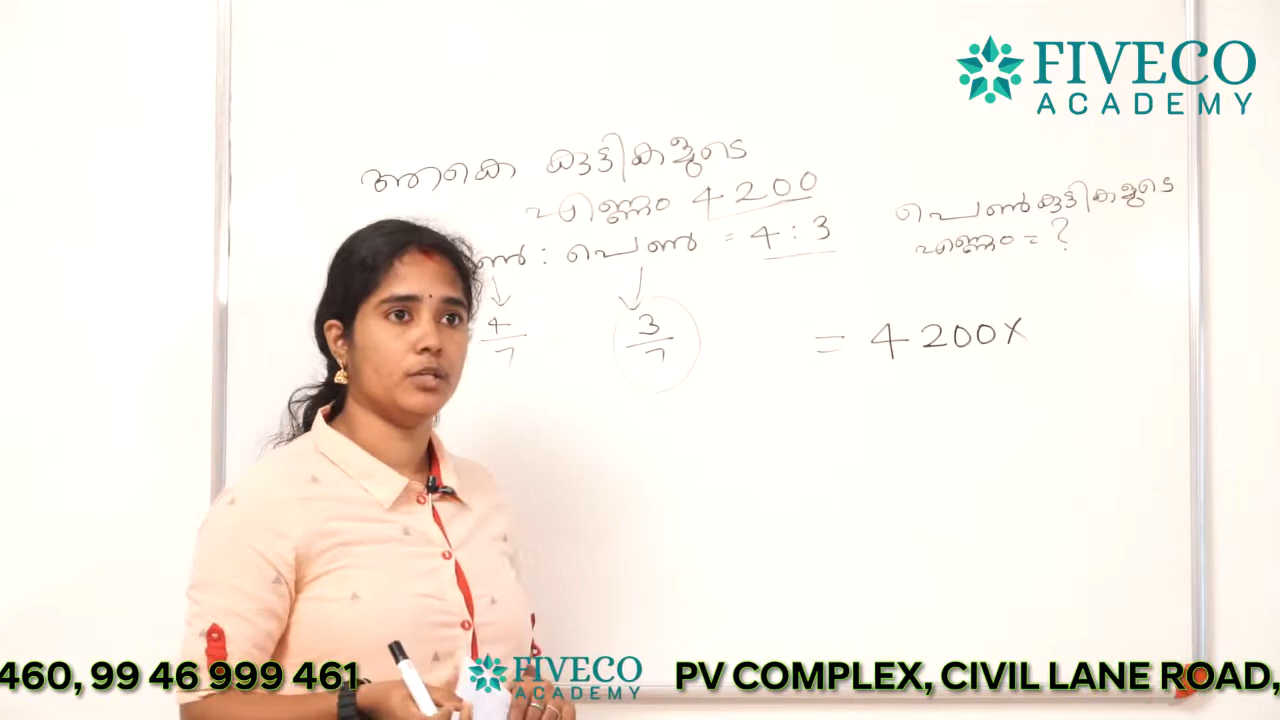 FIVECO
ACADEMY
ആകെ കുട്ടികളുടെ
എണ്ണം 4200
ൺ : പെൺ = 4 : 3
4/7
3/7
പെൺകുട്ടികളുടെ
എണ്ണം = ?
= 4200 x
460, 99 46 999 461
FIVECO
ACADEMY
PV COMPLEX, CIVIL LANE ROAD,